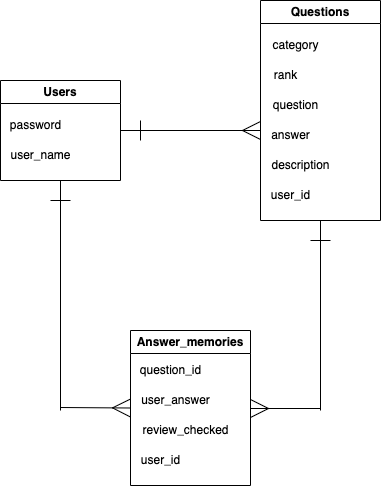 Questions
category
rank
question
answer
description
user_id
Users
password
user_name
Answer_memories
question_id
user_answer
review_checked
user_id